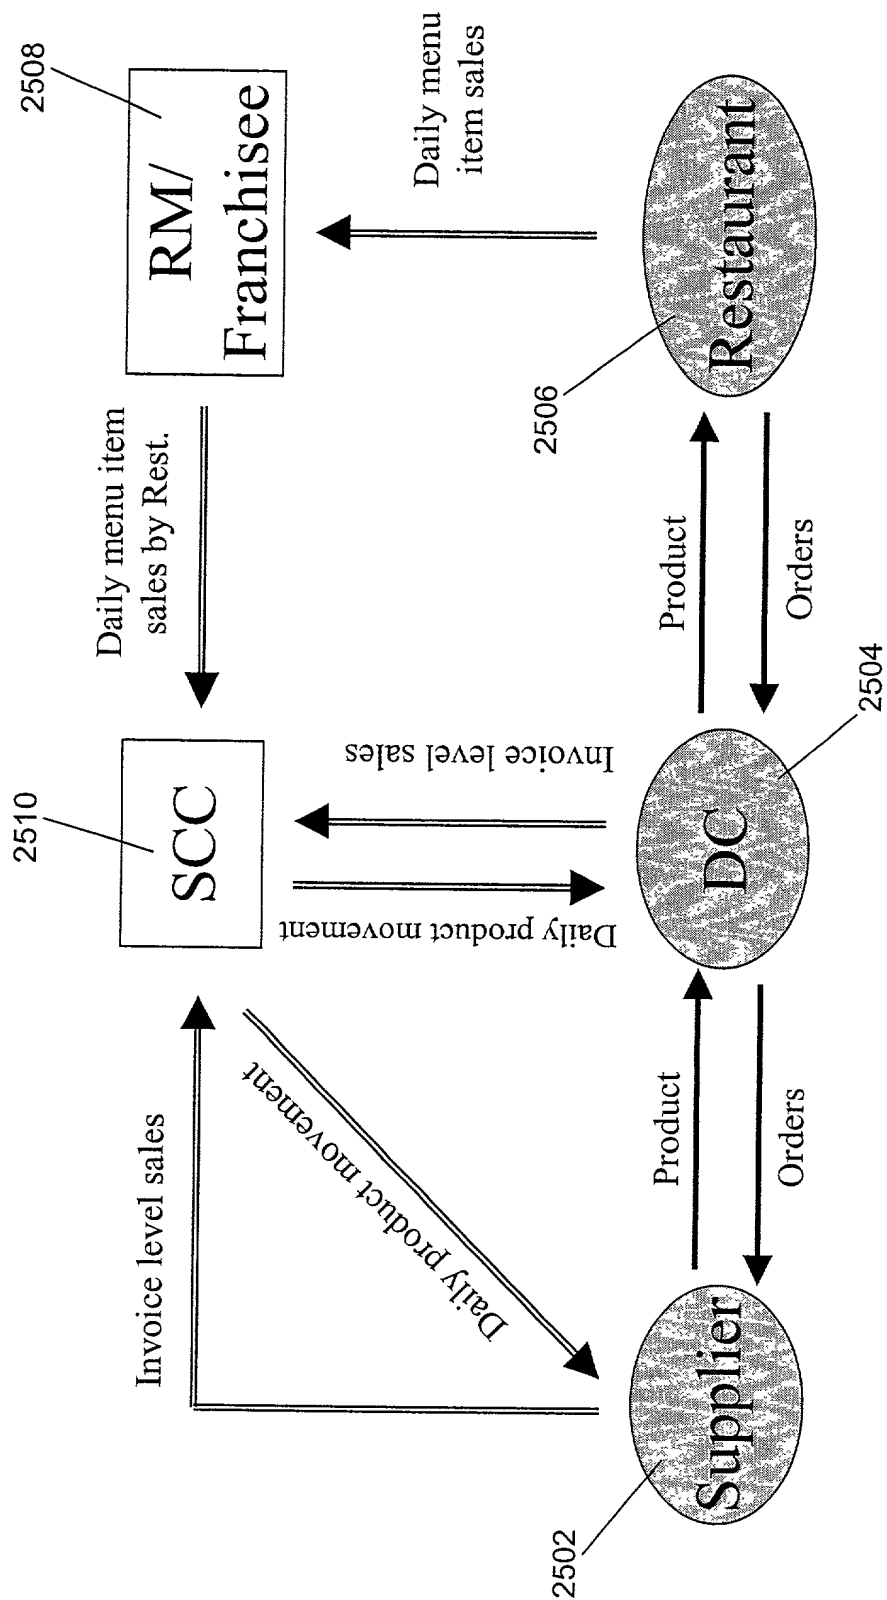 Invoice level sales
2510
SCC
Daily menu item
sales by Rest.
2508
RM/
Franchisee
Daily product movement
Daily product movement
Invoice level sales
Daily menu
item sales
2502
Supplier
Product
Orders
DC
2504
Product
Orders
2506
Restaurant